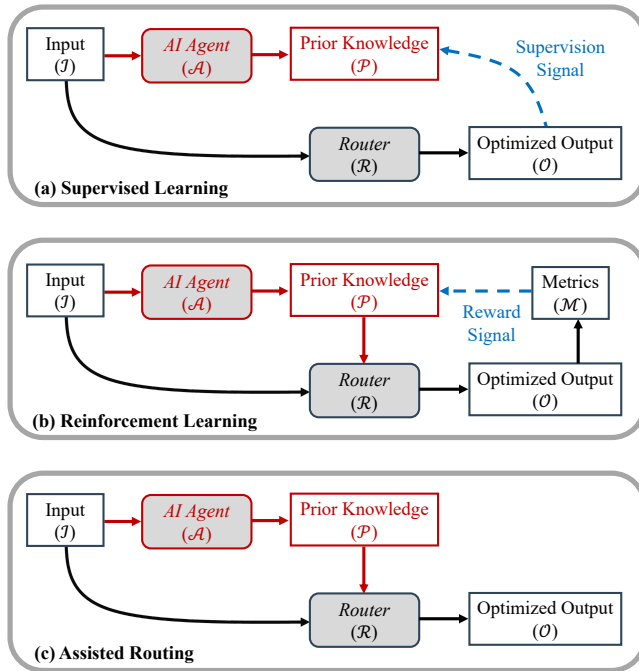 Input
(ℐ)
AI Agent
(𝒜)
Prior Knowledge
(𝒫)
Supervision
Signal
Router
(ℛ)
Optimized Output
(𝒪)
(a) Supervised Learning
Input
(ℐ)
AI Agent
(𝒜)
Prior Knowledge
(𝒫)
Metrics
(ℳ)
Reward
Signal
Router
(ℛ)
Optimized Output
(𝒪)
(b) Reinforcement Learning
Input
(ℐ)
AI Agent
(𝒜)
Prior Knowledge
(𝒫)
Router
(ℛ)
Optimized Output
(𝒪)
(c) Assisted Routing